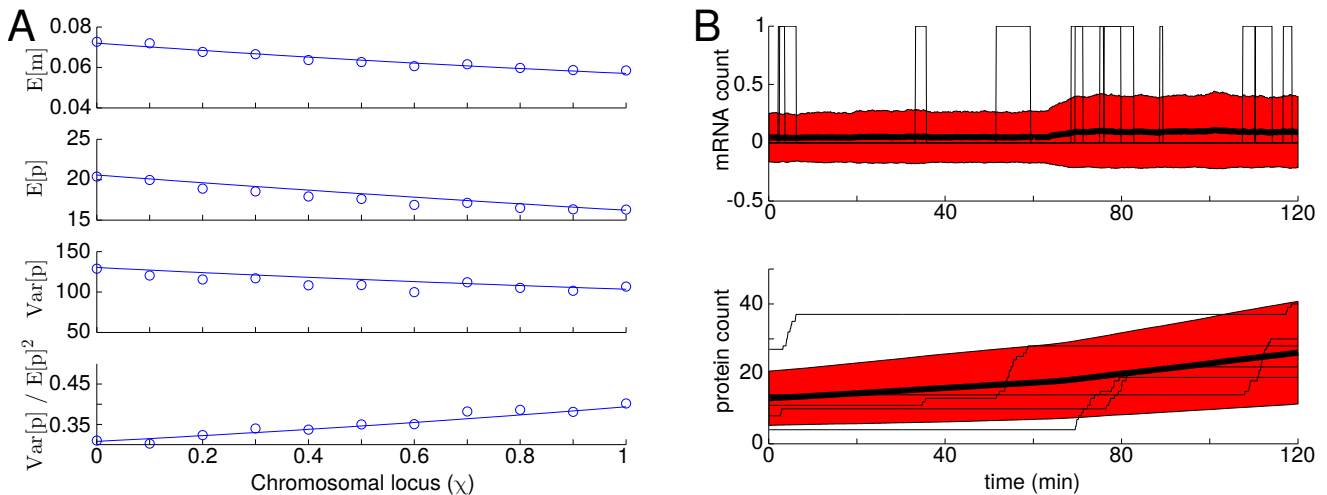 A
0.08
0.06
0.04
E[m]
25
20
15
E[p]
150
100
50
Var[p]
0.45
0.35
Var[p] / E[p]²
0 0.2 0.4 0.6 0.8 1
Chromosomal locus (χ)
B
1
0.5
0
-0.5
mRNA count
0 40 80 120
40
20
0
protein count
0 40 80 120
time (min)